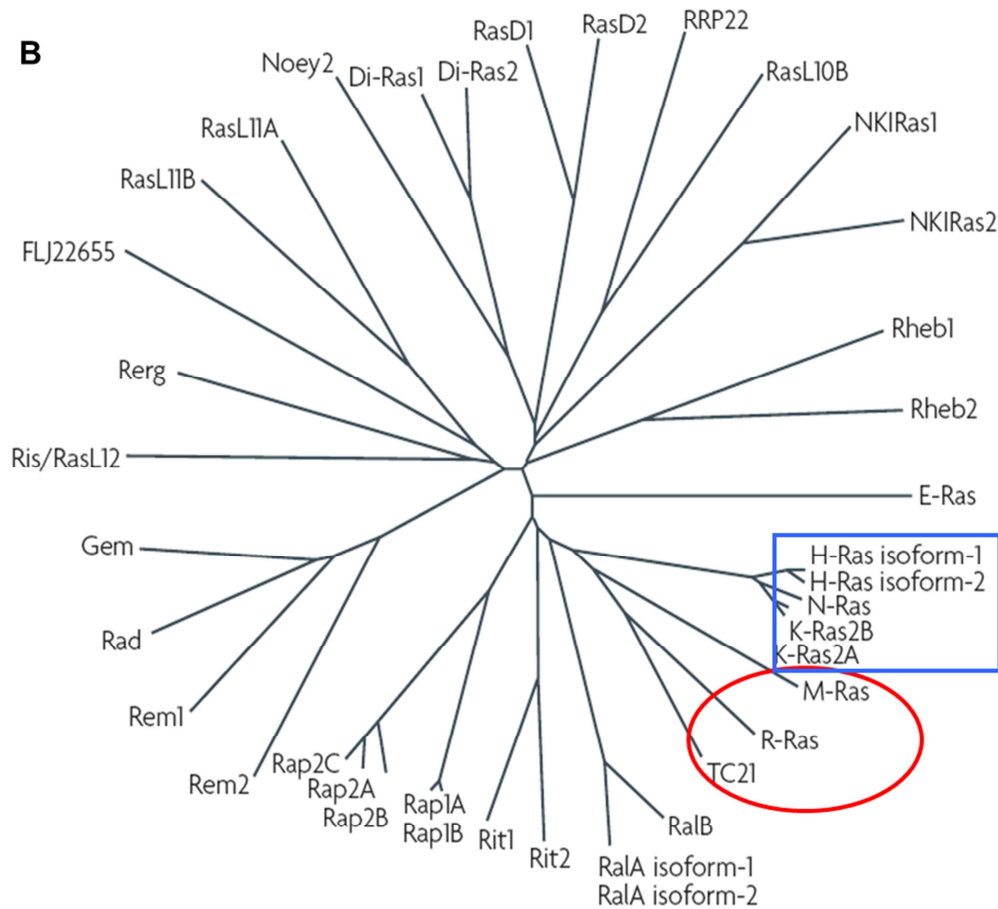 B
RasD1
RasD2
RRP22
Noey2
Di-Ras1
Di-Ras2
RasL10B
RasL11A
NKIRas1
RasL11B
NKIRas2
FLJ22655
Rheb1
Rerg
Rheb2
Ris/RasL12
E-Ras
Gem
H-Ras isoform-1
H-Ras isoform-2
N-Ras
K-Ras2B
K-Ras2A
Rad
M-Ras
Rem1
R-Ras
Rem2
Rap2C
TC21
Rap2A
Rap2B
Rap1A
Rap1B
Rit1
Rit2
RalB
RalA isoform-1
RalA isoform-2